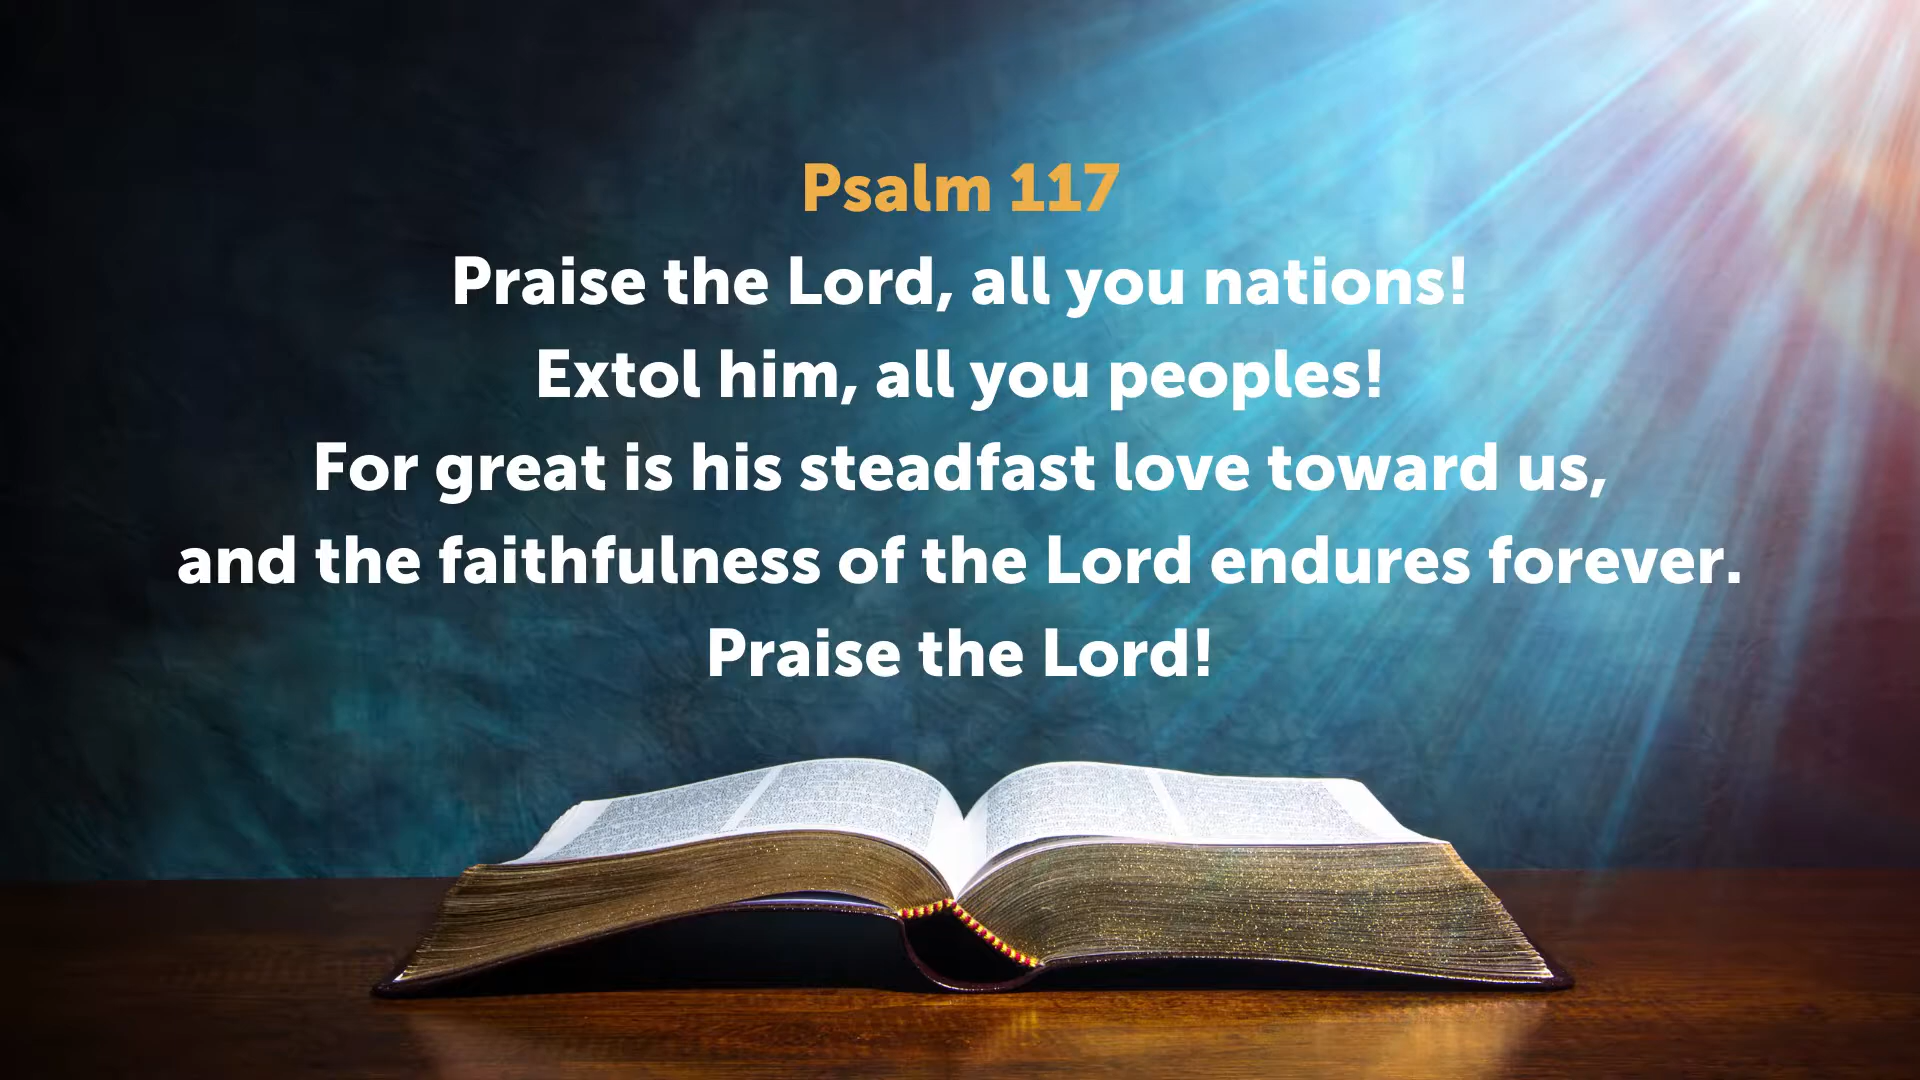 Psalm 117
Praise the Lord, all you nations!
Extol him, all you peoples!
For great is his steadfast love toward us,
and the faithfulness of the Lord endures forever.
Praise the Lord!